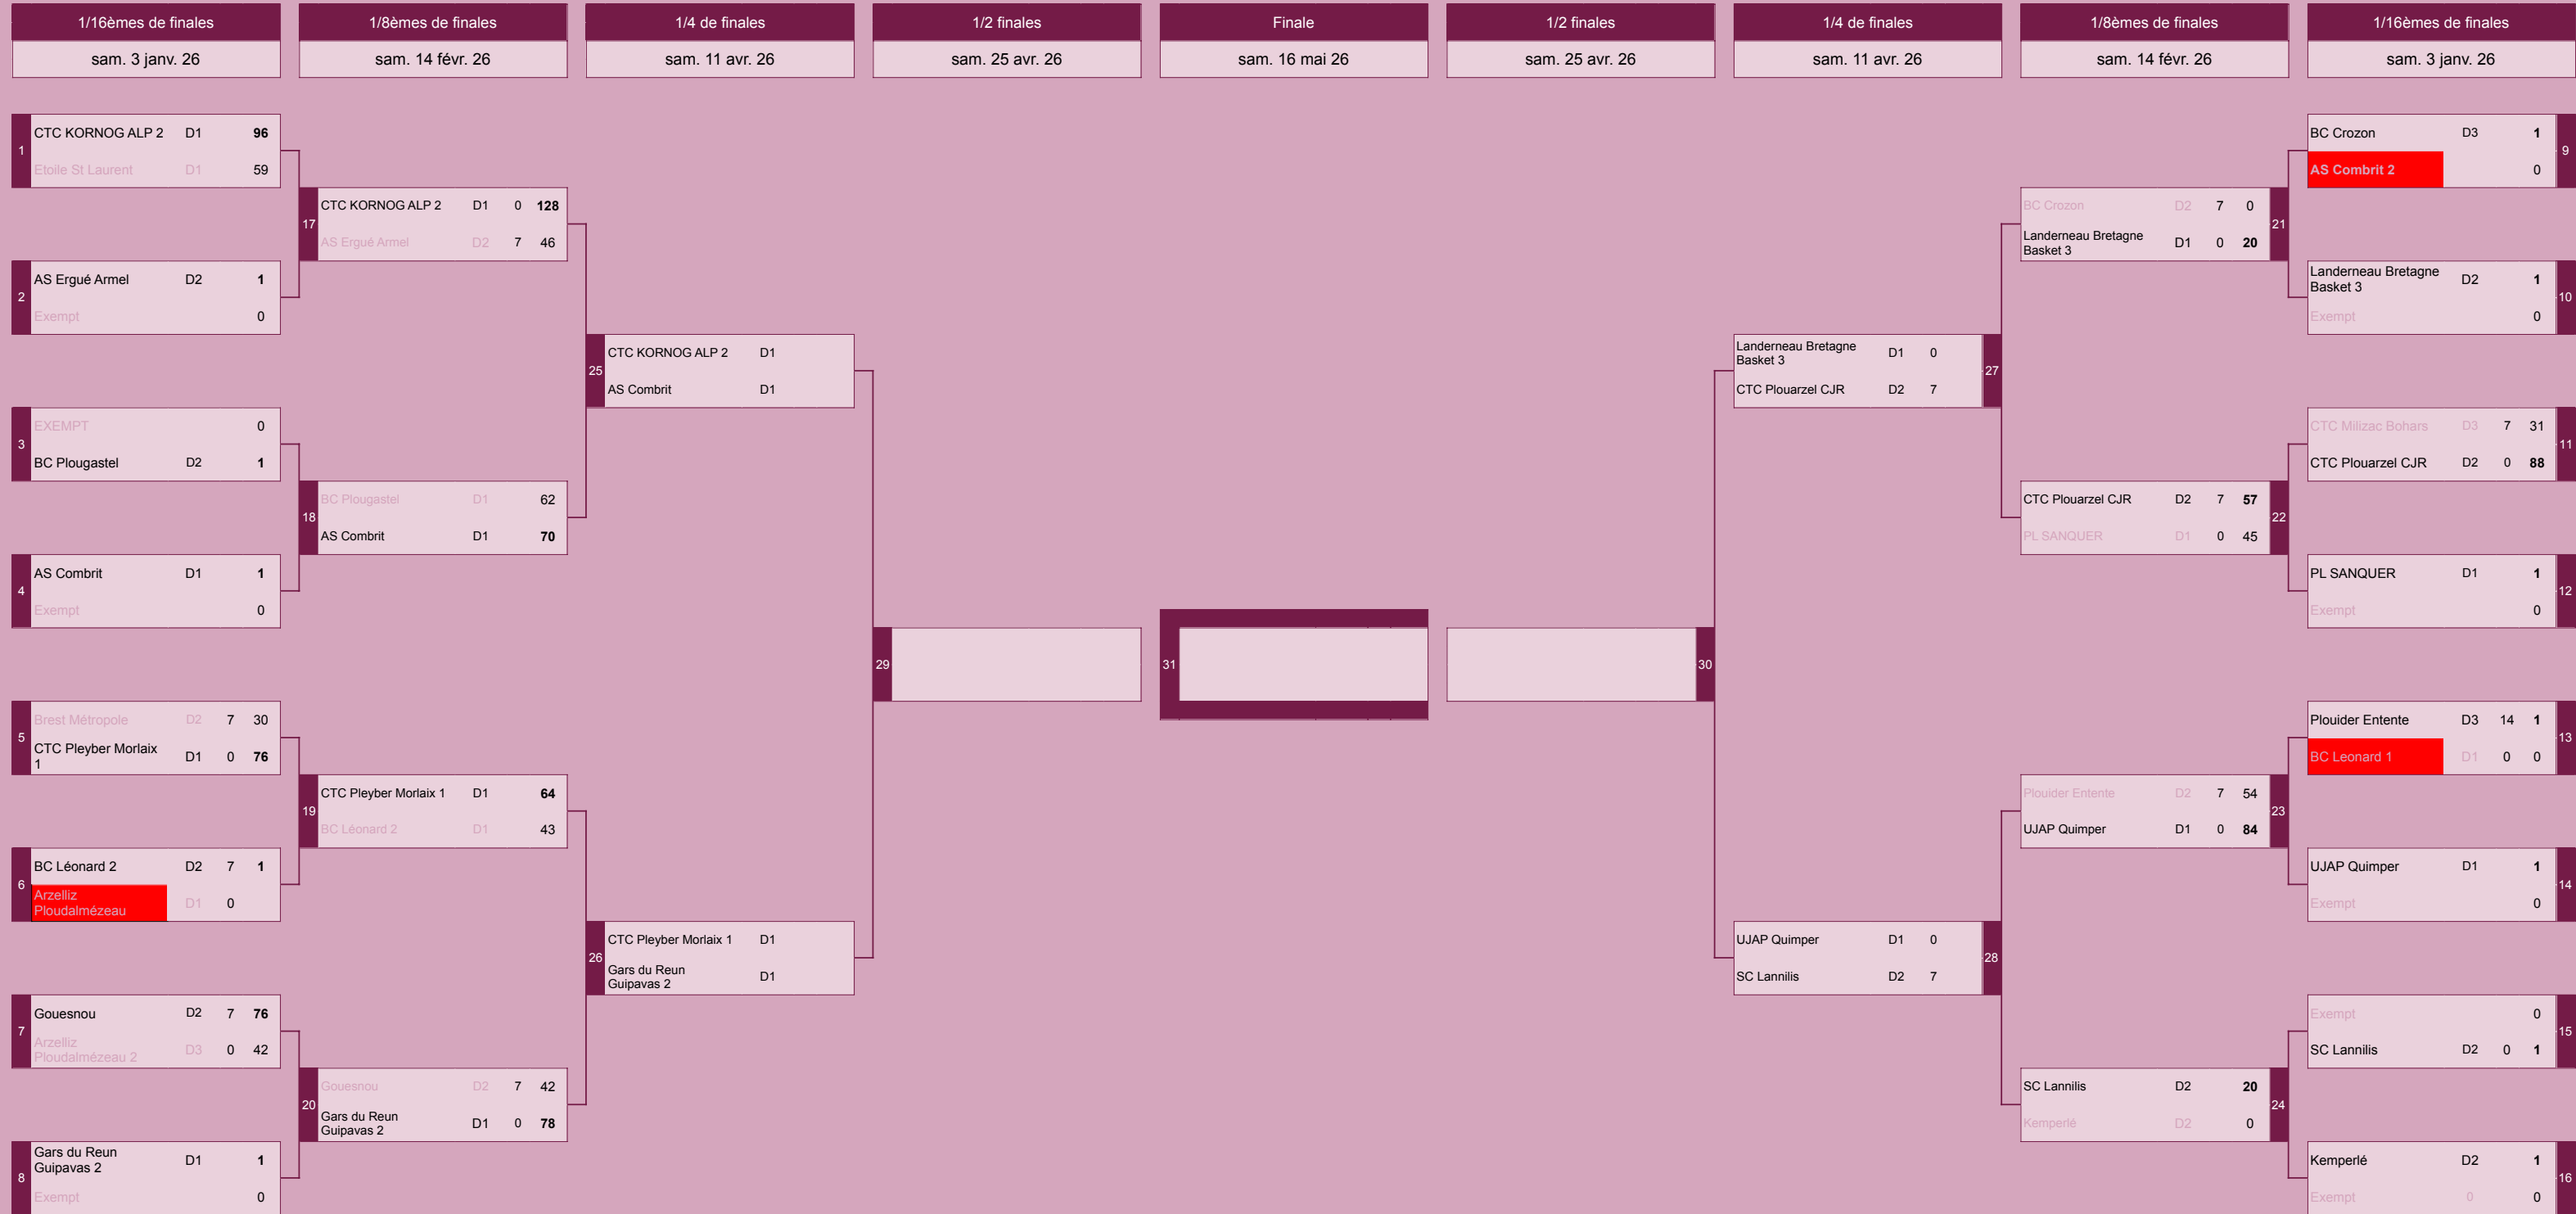 1/16èmes de finales
1/8èmes de finales
1/4 de finales
1/2 finales
Finale
1/2 finales
1/4 de finales
1/8èmes de finales
1/16èmes de finales
sam. 3 janv. 26
sam. 14 févr. 26
sam. 11 avr. 26
sam. 25 avr. 26
sam. 16 mai 26
sam. 25 avr. 26
sam. 11 avr. 26
sam. 14 févr. 26
sam. 3 janv. 26
1
CTC KORNOG ALP 2 D1 96
Etoile St Laurent D1 59
2
AS Ergué Armel D2 1
Exempt 0
3
EXEMPT 0
BC Plougastel D2 1
4
AS Combrit D1 1
Exempt 0
5
Brest Métropole D2 7 30
CTC Pleyber Morlaix
1 D1 0 76
6
BC Léonard 2 D2 7 1
Arzelliz
Ploudalmézeau D1 0
7
Gouesnou D2 7 76
Arzelliz
Ploudalmézeau 2 D3 0 42
8
Gars du Reun
Guipavas 2 D1 1
Exempt 0
17
CTC KORNOG ALP 2 D1 0 128
AS Ergué Armel D2 7 46
18
BC Plougastel D1 62
AS Combrit D1 70
19
CTC Pleyber Morlaix 1 D1 64
BC Léonard 2 D1 43
20
Gouesnou D2 7 42
Gars du Reun
Guipavas 2 D1 0 78
25
CTC KORNOG ALP 2 D1
AS Combrit D1
26
CTC Pleyber Morlaix 1 D1
Gars du Reun
Guipavas 2 D1
29
31
30
Landerneau Bretagne
Basket 3 D1 0
CTC Plouarzel CJR D2 7
27
UJAP Quimper D1 0
SC Lannilis D2 7
28
BC Crozon D2 7 0
Landerneau Bretagne
Basket 3 D1 0 20
21
CTC Plouarzel CJR D2 7 57
PL SANQUER D1 0 45
22
Plouider Entente D2 7 54
UJAP Quimper D1 0 84
23
SC Lannilis D2 20
Kemperlé D2 0
24
BC Crozon D3 1
AS Combrit 2 0
9
Landerneau Bretagne
Basket 3 D2 1
Exempt 0
10
CTC Milizac Bohars D3 7 31
CTC Plouarzel CJR D2 0 88
11
PL SANQUER D1 1
Exempt 0
12
Plouider Entente D3 14 1
BC Leonard 1 D1 0 0
13
UJAP Quimper D1 1
Exempt 0
14
Exempt 0
SC Lannilis D2 0 1
15
Kemperlé D2 1
Exempt 0 0
16